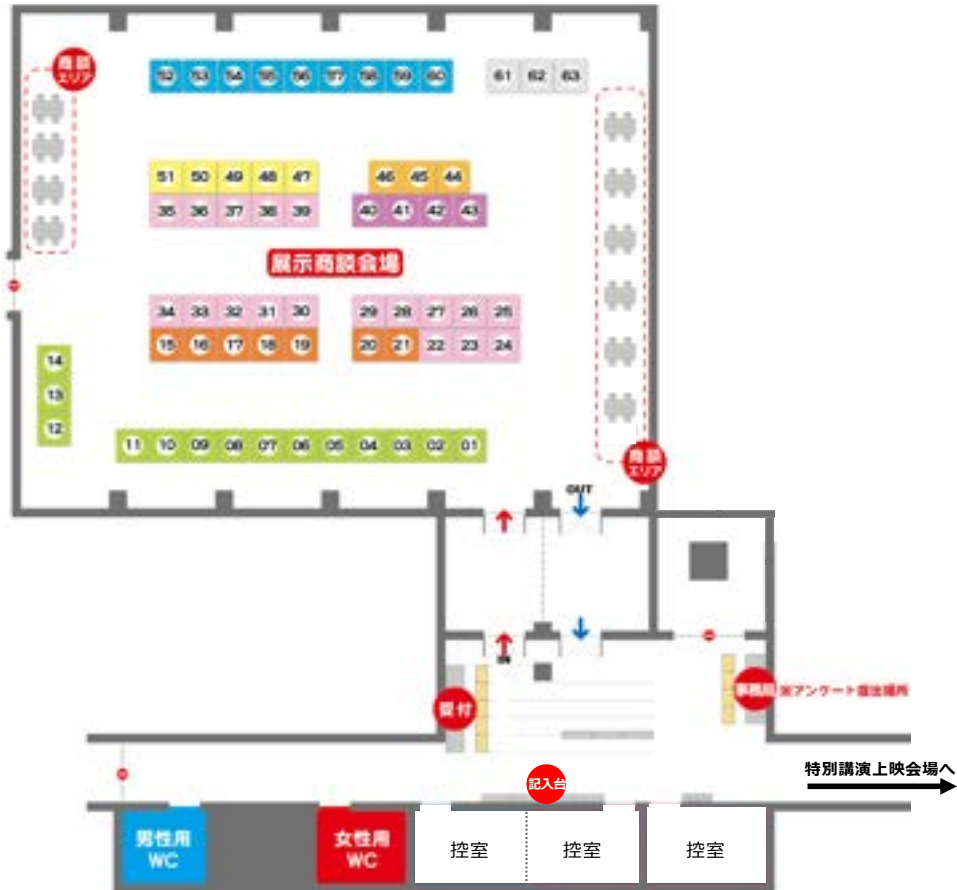 商談
エリア
52 53 54 55 56 57 58 59 60
61 62 63
51 50 49 48 47
46 45 44
35 36 37 38 39
40 41 42 43
展示商談会場
34 33 32 31 30
29 28 27 26 25
15 16 17 18 19
20 21 22 23 24
14
13
12
11 10 09 08 07 06 05 04 03 02 01
商談
エリア
OUT
IN
受付
事務局 ※アンケート提出場所
特別講演上映会場へ
記入台
男性用
WC
女性用
WC
控室
控室
控室